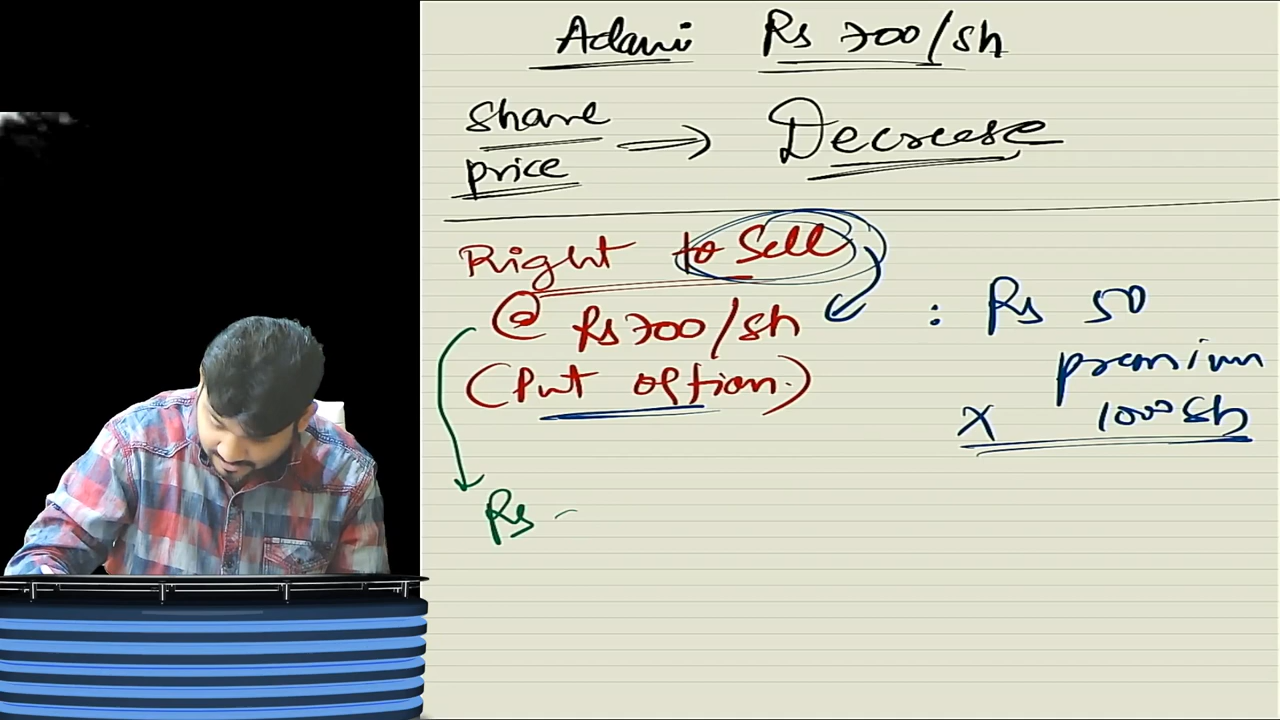 Adani Rs 700/sh
Share
price ⇒ Decrease
Right to Sell
@ Rs 700/sh : Rs 50
(Put option.) premium
x 1000 sh
Rs